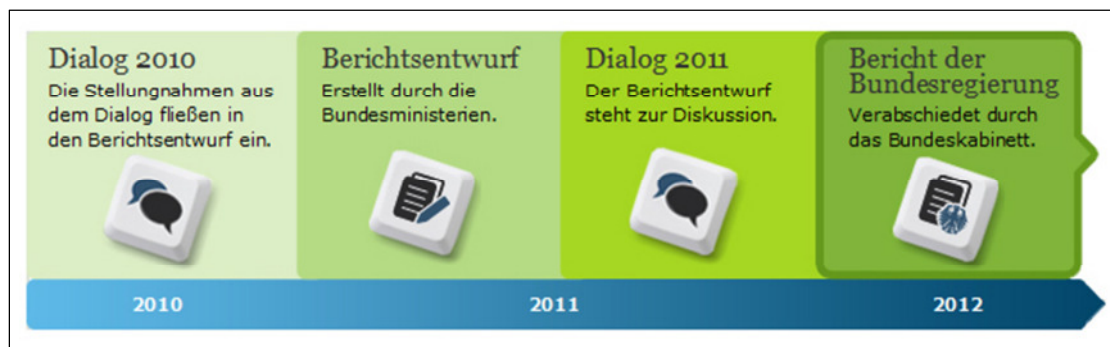 Dialog 2010
Die Stellungnahmen aus
dem Dialog fließen in
den Berichtsentwurf ein.
Berichtsentwurf
Erstellt durch die
Bundesministerien.
Dialog 2011
Der Berichtsentwurf
steht zur Diskussion.
Bericht der
Bundesregierung
Verabschiedet durch
das Bundeskabinett.
2010
2011
2012